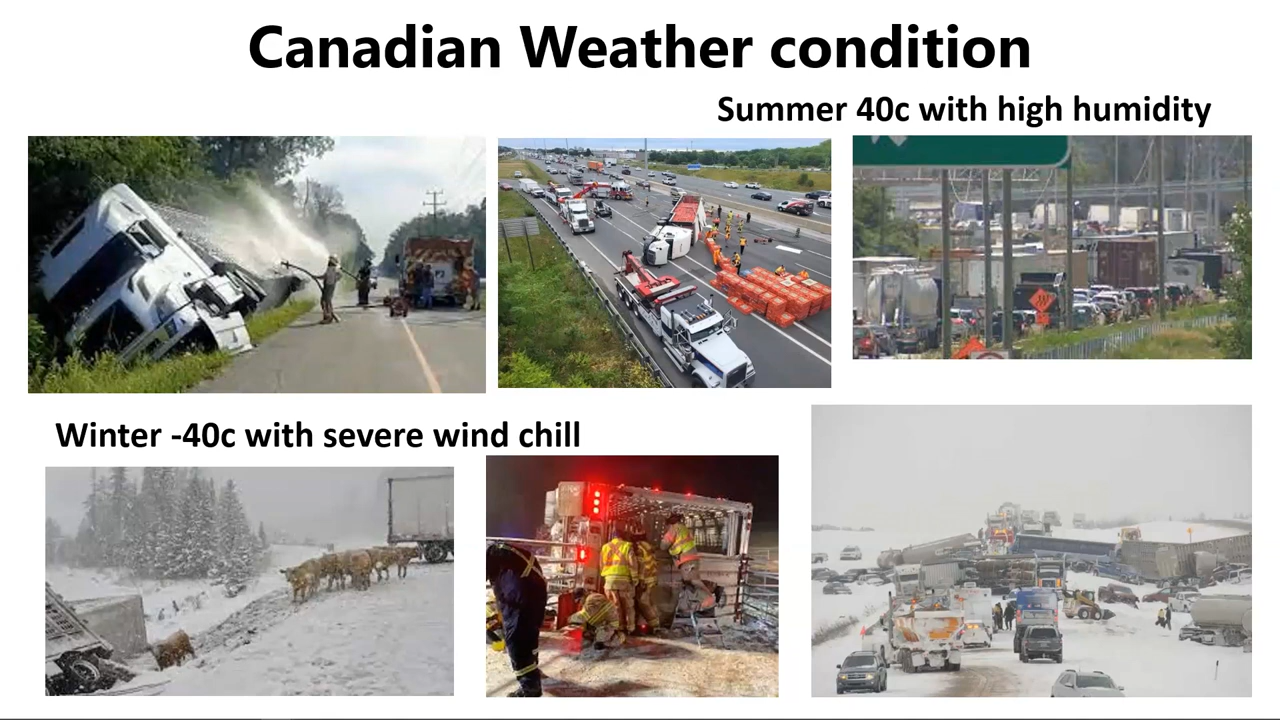 Canadian Weather condition
Summer 40c with high humidity
Winter -40c with severe wind chill